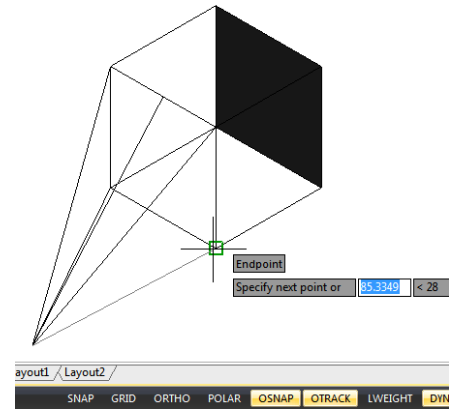 Endpoint
Specify next point or 85.3349 < 28
ayout1 Layout2
SNAP GRID ORTHO POLAR OSNAP OTRACK LWEIGHT DYN